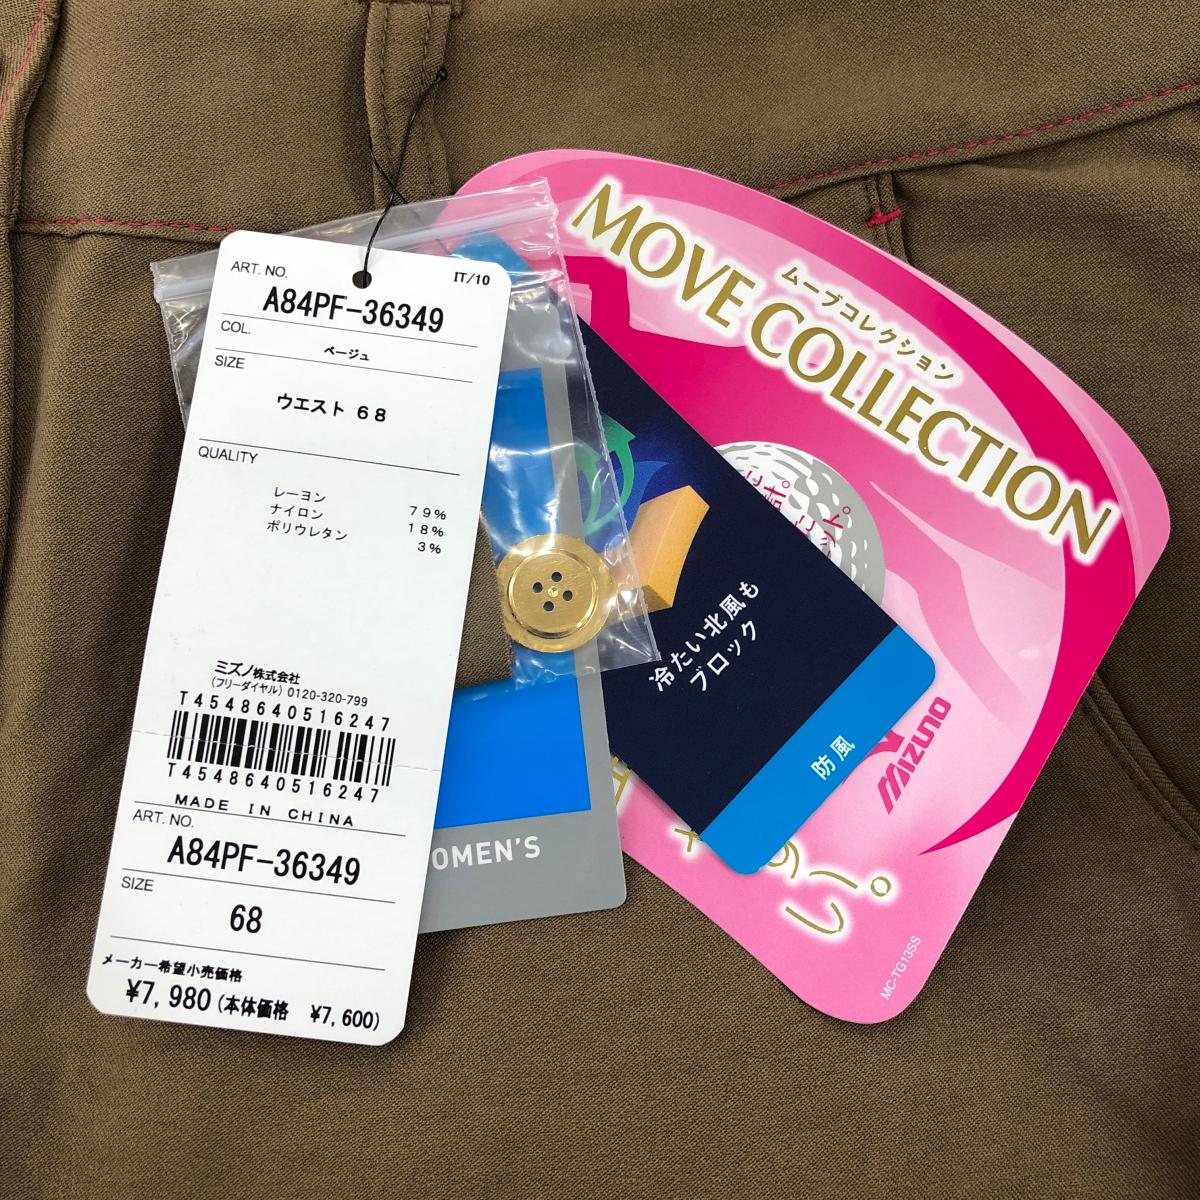 ART. NO.
IT/10
A84PF-36349
COL.
ベージュ
SIZE
ウエスト 68
QUALITY
レーヨン 79%
ナイロン 18%
ポリウレタン 3%
ミズノ株式会社
(フリーダイヤル) 0120-320-799
T4548640516247
T4548640516247
MADE IN CHINA
ART. NO.
A84PF-36349
SIZE
68
メーカー希望小売価格
¥7,980 (本体価格 ¥7,600)
OMEN'S
冷たい北風も
ブロック
防風
MOVE COLLECTION
ムーブコレクション
MIZUNO
い。
MC-TG13SS